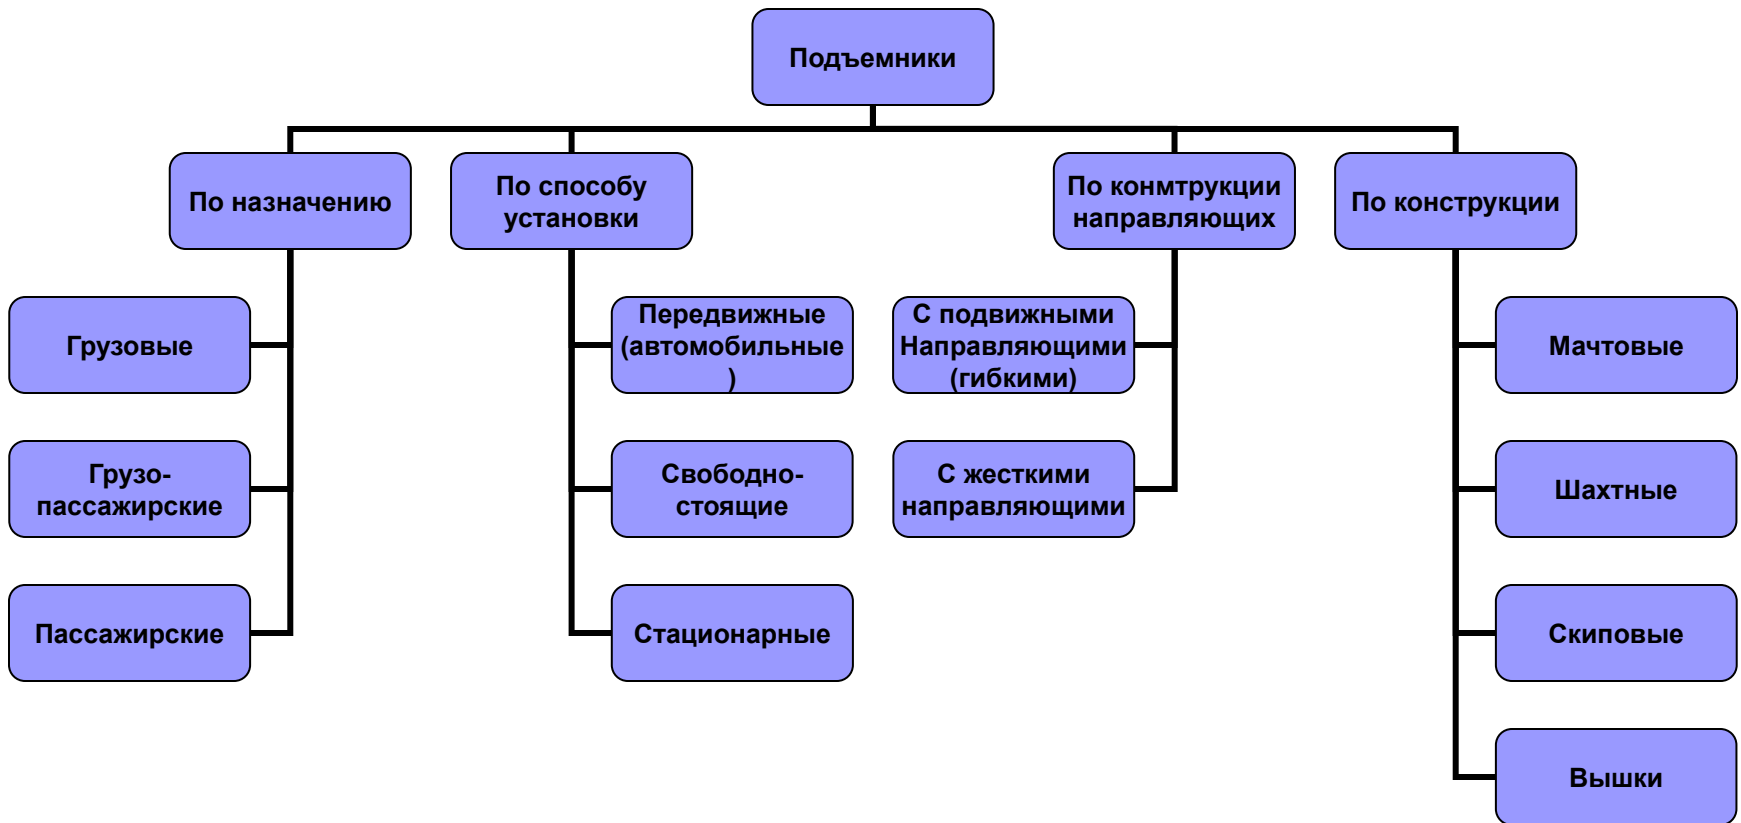 Подъемники
По назначению
По способу
установки
По конмтрукции
направляющих
По конструкции
Грузовые
Передвижные
(автомобильные
)
С подвижными
Направляющими
(гибкими)
Мачтовые
Грузо-
пассажирские
Свободно-
стоящие
С жесткими
направляющими
Шахтные
Пассажирские
Стационарные
Скиповые
Вышки